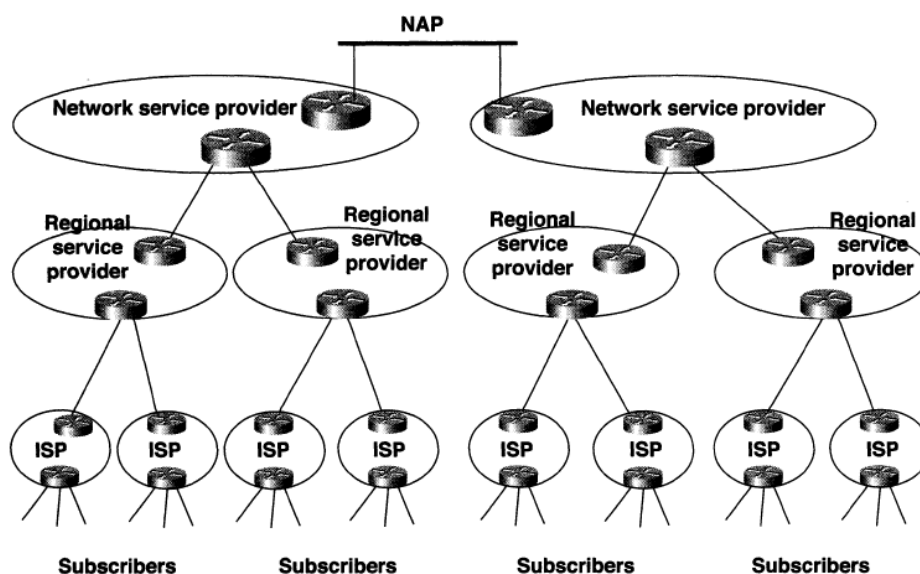 NAP
Network service provider
Network service provider
Regional
service
provider
Regional
service
provider
Regional
service
provider
Regional
service
provider
ISP
ISP
ISP
ISP
ISP
ISP
ISP
ISP
Subscribers
Subscribers
Subscribers
Subscribers